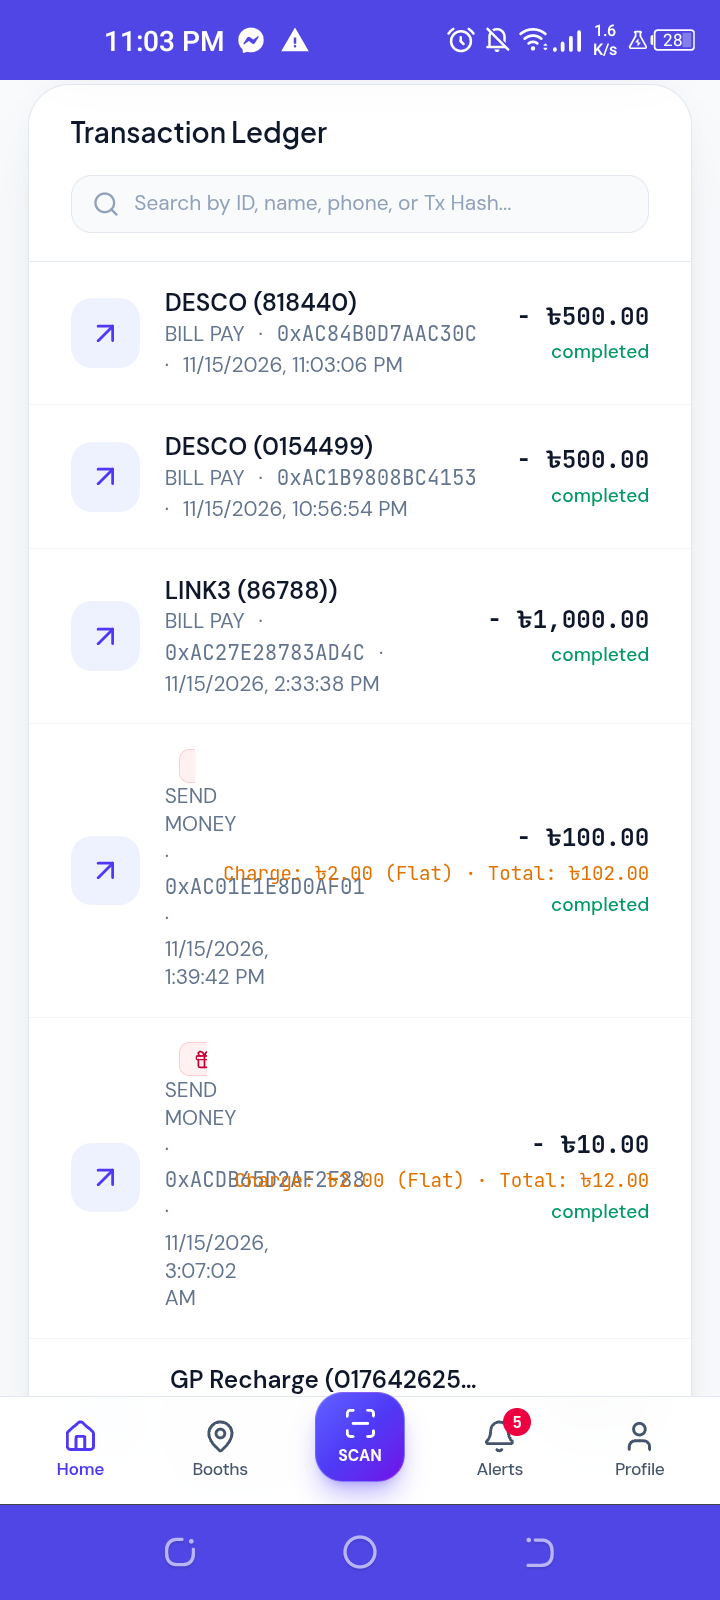 11:03 PM
1.6
K/s
28
Transaction Ledger
Search by ID, name, phone, or Tx Hash...
DESCO (818440)
- ৳500.00
BILL PAY · 0xAC84B0D7AAC30C
completed
· 11/15/2026, 11:03:06 PM
DESCO (0154499)
- ৳500.00
BILL PAY · 0xAC1B9808BC4153
completed
· 11/15/2026, 10:56:54 PM
LINK3 (86788))
BILL PAY ·
- ৳1,000.00
0xAC27E28783AD4C ·
completed
11/15/2026, 2:33:38 PM
SEND
MONEY
·
- ৳100.00
Charge: ৳2.00 (Flat) · Total: ৳102.00
0xAC01E1E8D0AF01
completed
·
11/15/2026,
1:39:42 PM
SEND
MONEY
·
- ৳10.00
0xACDB45D2AF2F88
Charge: ৳2.00 (Flat) · Total: ৳12.00
completed
·
11/15/2026,
3:07:02
AM
GP Recharge (017642625...
5
SCAN
Home
Booths
Alerts
Profile